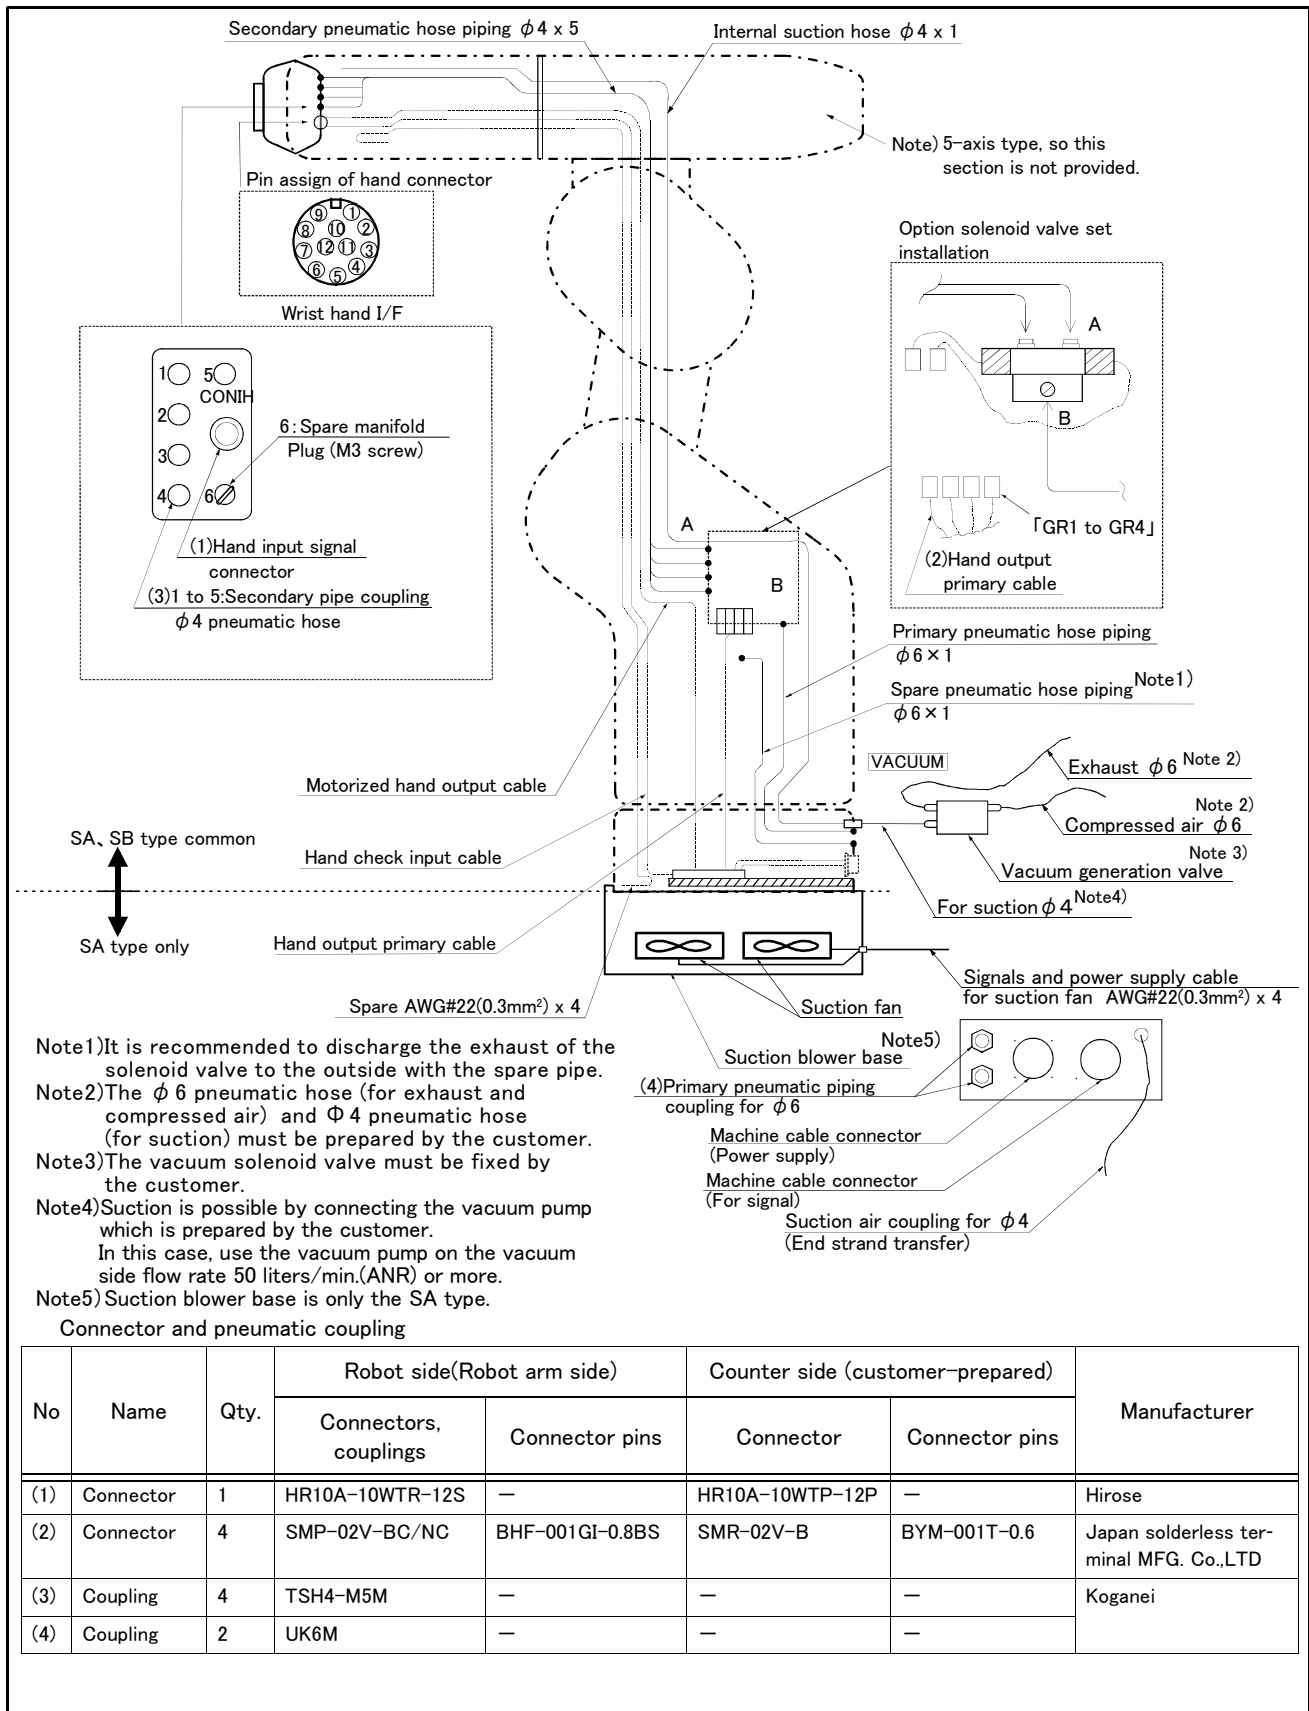 Secondary pneumatic hose piping φ4 x 5
Internal suction hose φ4 x 1
Note) 5-axis type, so this
section is not provided.
Pin assign of hand connector
9
1
8
10
2
7
12
11
3
6
5
4
Wrist hand I/F
Option solenoid valve set
installation
A
B
「GR1 to GR4」
(2)Hand output
primary cable
1
5
CONIH
2
3
4
6
6:Spare manifold
Plug (M3 screw)
(1)Hand input signal
connector
(3)1 to 5:Secondary pipe coupling
φ4 pneumatic hose
A
B
Primary pneumatic hose piping
φ6×1
Spare pneumatic hose piping Note1)
φ6×1
VACUUM
Exhaust φ6 Note 2)
Note 2)
Compressed air φ6
Note 3)
Vacuum generation valve
For suction φ4 Note4)
Motorized hand output cable
SA、SB type common
Hand check input cable
SA type only
Hand output primary cable
Spare AWG#22(0.3mm²) x 4
Suction fan
Signals and power supply cable
for suction fan AWG#22(0.3mm²) x 4
Note5)
Suction blower base
(4)Primary pneumatic piping
coupling for φ6
Machine cable connector
(Power supply)
Machine cable connector
(For signal)
Suction air coupling for φ4
(End strand transfer)
Note1)It is recommended to discharge the exhaust of the
solenoid valve to the outside with the spare pipe.
Note2)The φ6 pneumatic hose (for exhaust and
compressed air) and Φ4 pneumatic hose
(for suction) must be prepared by the customer.
Note3)The vacuum solenoid valve must be fixed by
the customer.
Note4)Suction is possible by connecting the vacuum pump
which is prepared by the customer.
In this case, use the vacuum pump on the vacuum
side flow rate 50 liters/min.(ANR) or more.
Note5)Suction blower base is only the SA type.
Connector and pneumatic coupling
No Name Qty. Robot side(Robot arm side) Counter side (customer-prepared) Manufacturer
Connectors, couplings Connector pins Connector Connector pins
(1) Connector 1 HR10A-10WTR-12S － HR10A-10WTP-12P － Hirose
(2) Connector 4 SMP-02V-BC/NC BHF-001GI-0.8BS SMR-02V-B BYM-001T-0.6 Japan solderless ter-
minal MFG. Co.,LTD
(3) Coupling 4 TSH4-M5M － － － Koganei
(4) Coupling 2 UK6M － － －